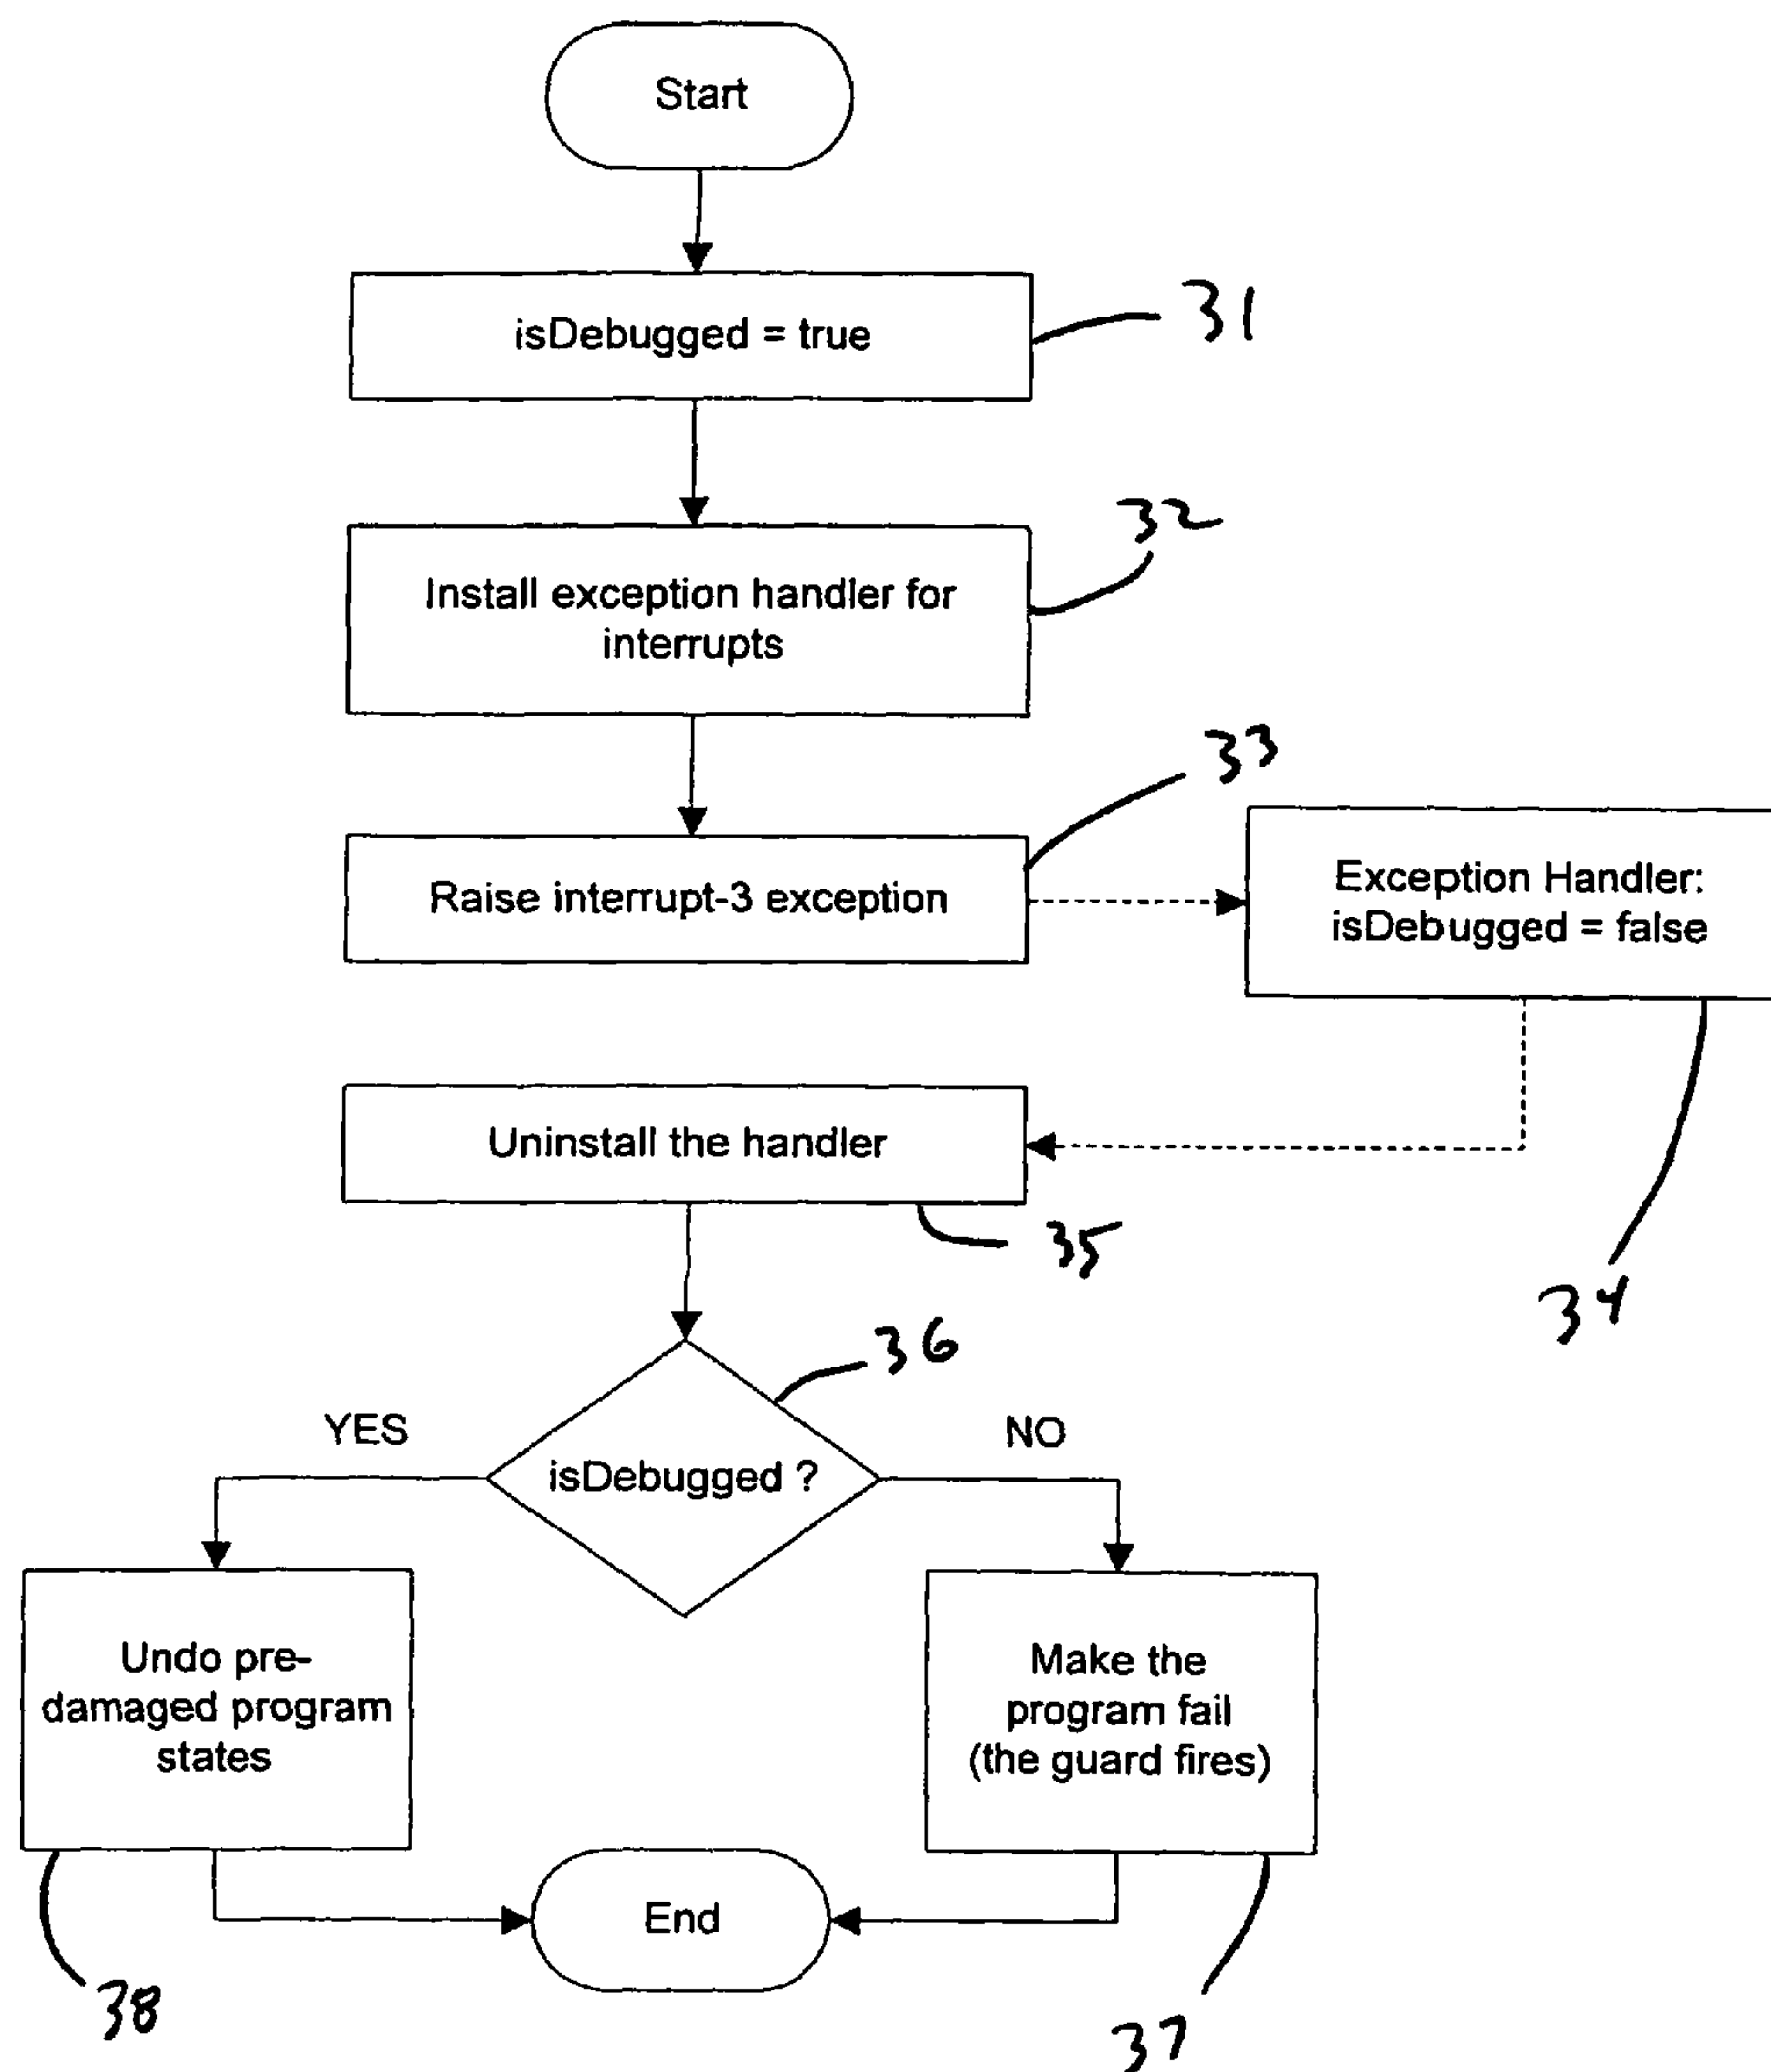 Start
isDebugged = true
31
Install exception handler for
interrupts
32
Raise interrupt-3 exception
33
Exception Handler:
isDebugged = false
34
Uninstall the handler
35
isDebugged ?
36
YES
NO
Undo pre-
damaged program
states
38
Make the
program fail
(the guard fires)
37
End